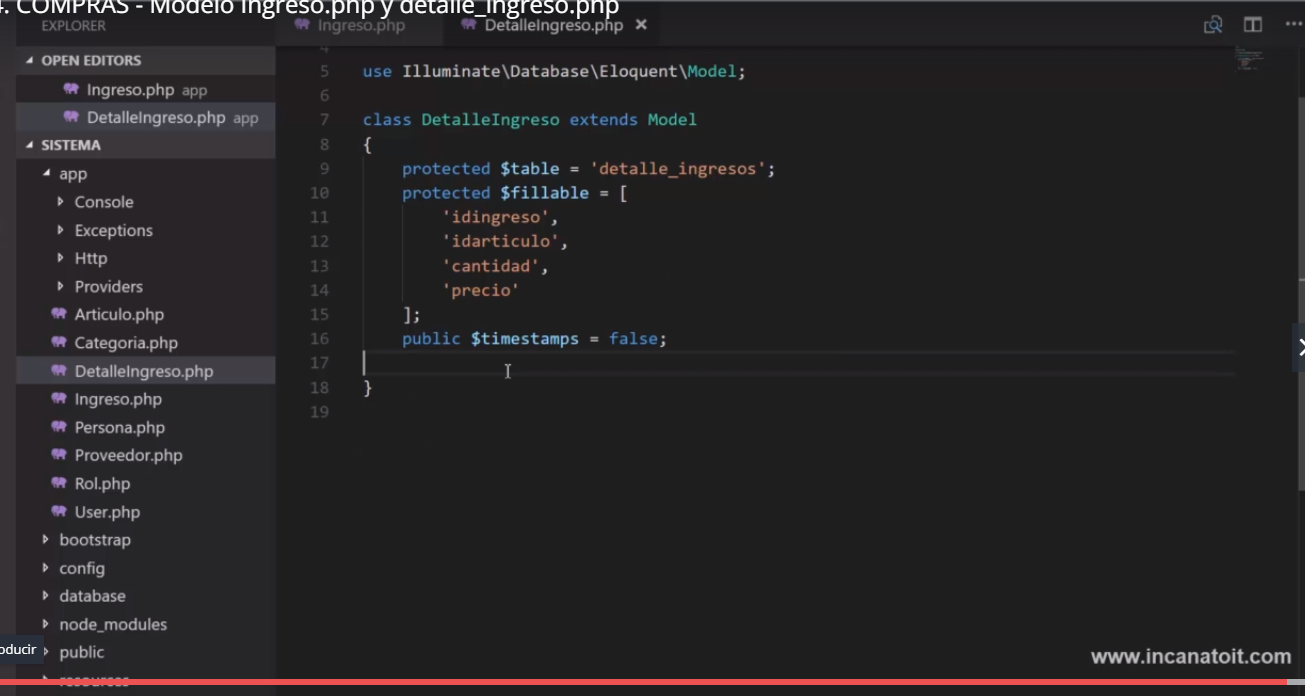 4. COMPRAS - Modelo Ingreso.php y detalle_ingreso.php
EXPLORER
Ingreso.php
DetalleIngreso.php ×
OPEN EDITORS
Ingreso.php app
DetalleIngreso.php app
SISTEMA
app
Console
Exceptions
Http
Providers
Articulo.php
Categoria.php
DetalleIngreso.php
Ingreso.php
Persona.php
Proveedor.php
Rol.php
User.php
bootstrap
config
database
node_modules
public
resources
oducir
4
5 use Illuminate\Database\Eloquent\Model;
6
7 class DetalleIngreso extends Model
8 {
9 protected $table = 'detalle_ingresos';
10 protected $fillable = [
11 'idingreso',
12 'idarticulo',
13 'cantidad',
14 'precio'
15 ];
16 public $timestamps = false;
17
18 }
19
www.incanatoit.com